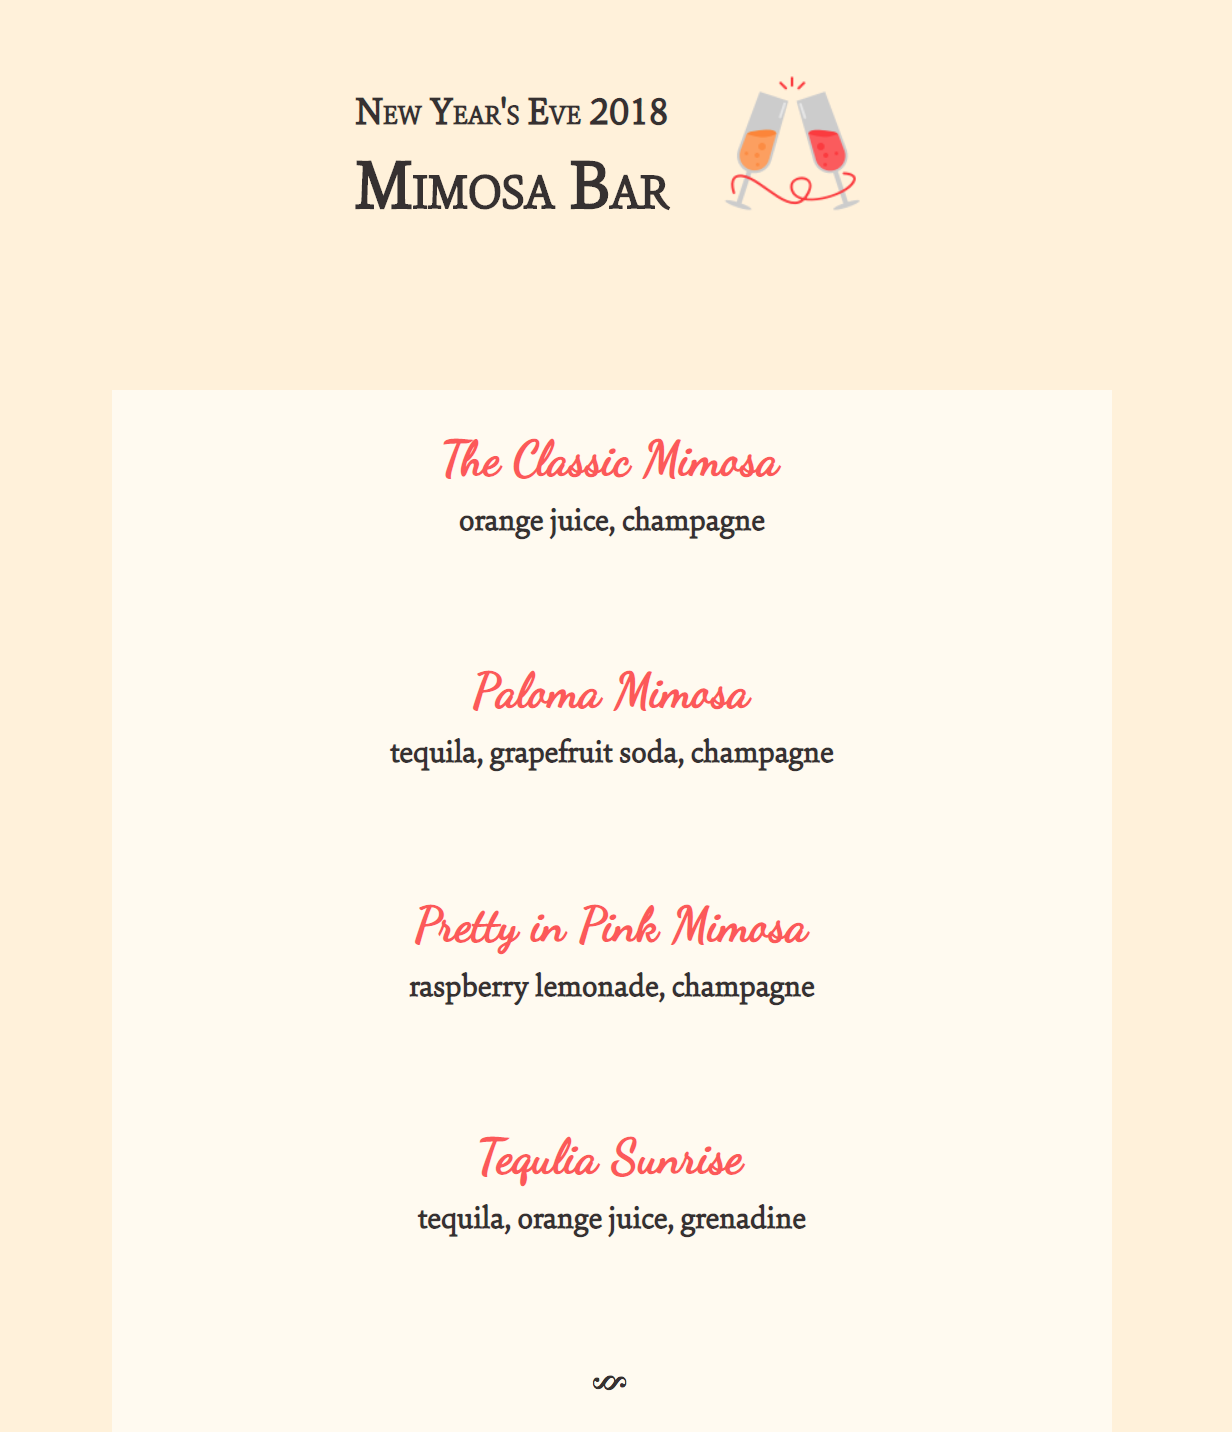 New Year's Eve 2018
Mimosa Bar
The Classic Mimosa
orange juice, champagne
Paloma Mimosa
tequila, grapefruit soda, champagne
Pretty in Pink Mimosa
raspberry lemonade, champagne
Tequlia Sunrise
tequila, orange juice, grenadine